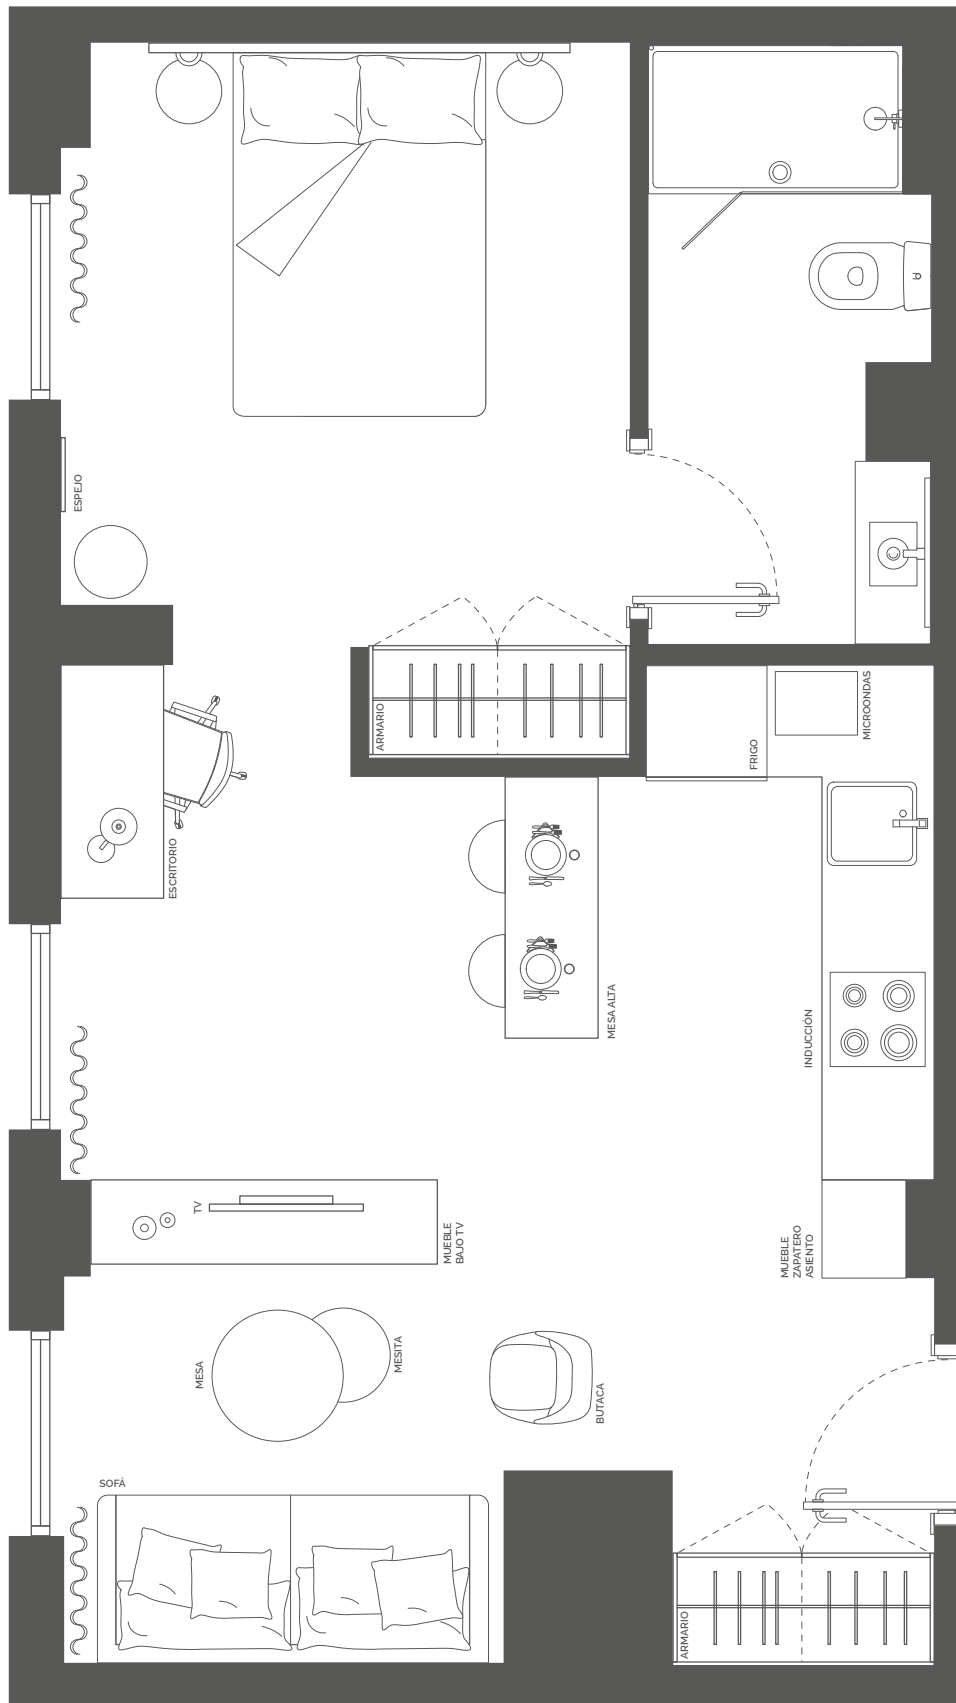 ESPEJO
ARMARIO
FRIGO
MICROONDAS
ESCRITORIO
MESA ALTA
INDUCCIÓN
TV
MUEBLE
BAJO TV
MUEBLE
ZAPATERO
ASIENTO
MESA
MESITA
BUTACA
SOFÁ
ARMARIO